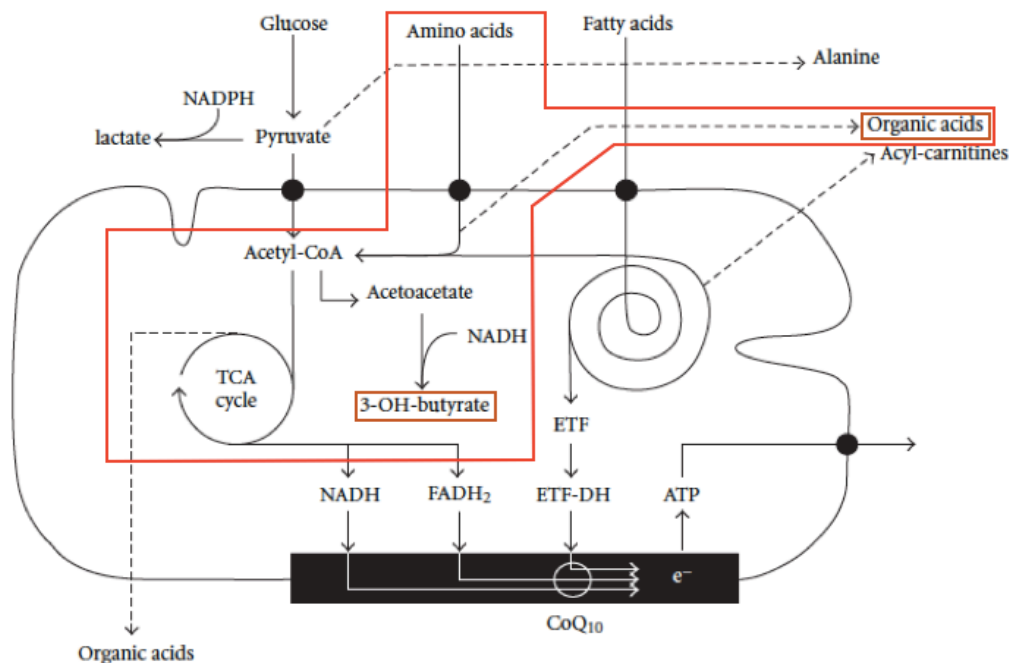 Glucose
Amino acids
Fatty acids
Alanine
NADPH
lactate
Pyruvate
Organic acids
Acyl-carnitines
Acetyl-CoA
Acetoacetate
NADH
TCA
cycle
3-OH-butyrate
ETF
NADH
FADH₂
ETF-DH
ATP
e⁻
CoQ₁₀
Organic acids